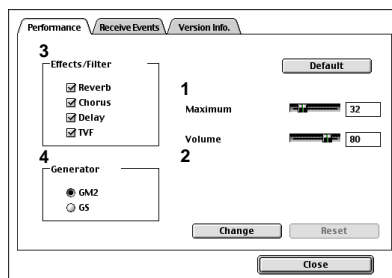 Performance Receive Events Version Info.
3
Effects/Filter
Default
Reverb
Chorus
Delay
TVF
1
Maximum 32
Volume 80
2
4
Generator
GM2
GS
Change Reset
Close